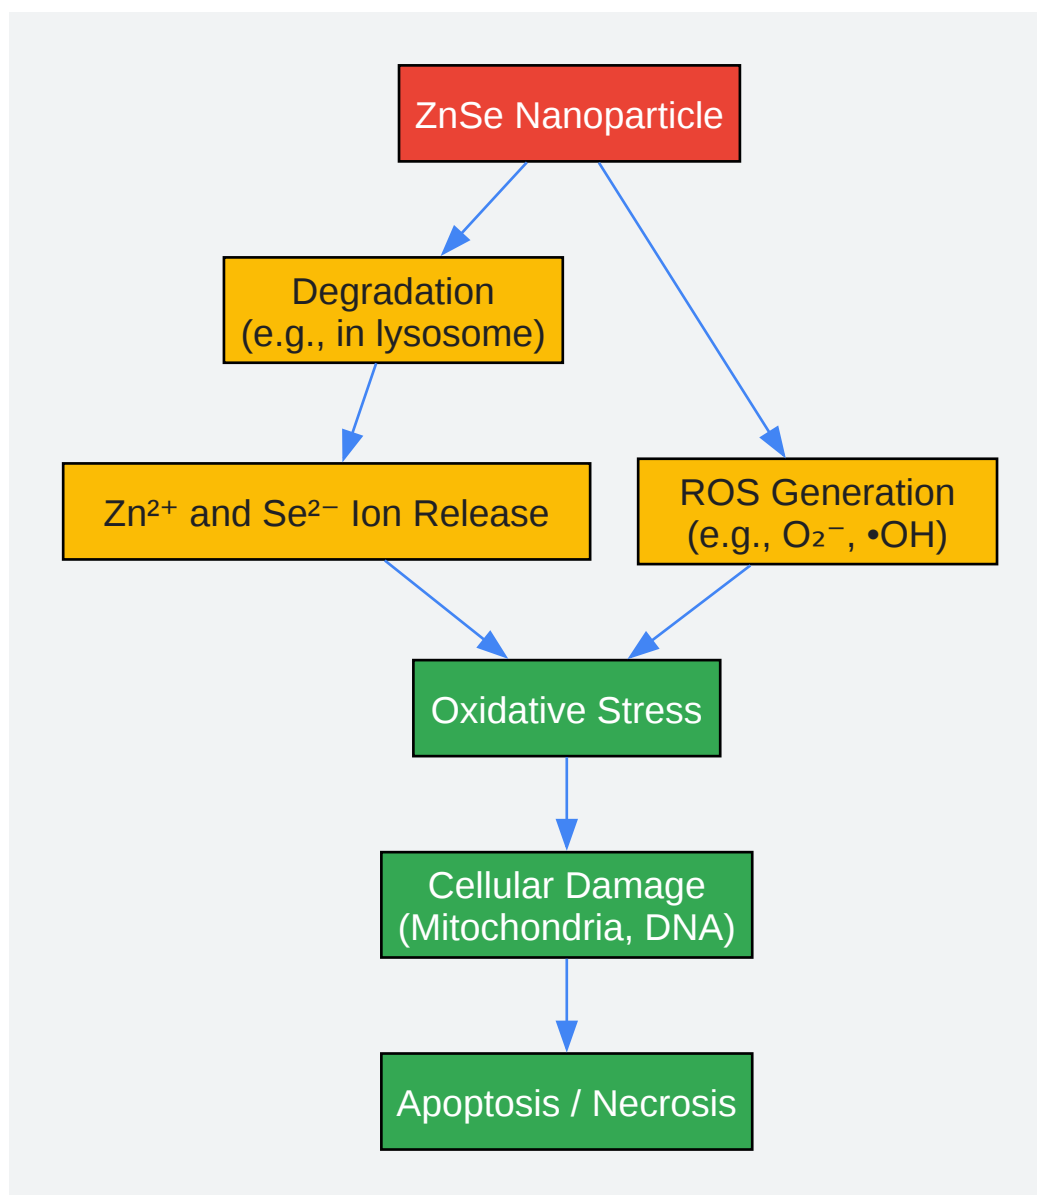 ZnSe Nanoparticle
Degradation
(e.g., in lysosome)
Zn²⁺ and Se²⁻ Ion Release
ROS Generation
(e.g., O₂⁻, •OH)
Oxidative Stress
Cellular Damage
(Mitochondria, DNA)
Apoptosis / Necrosis